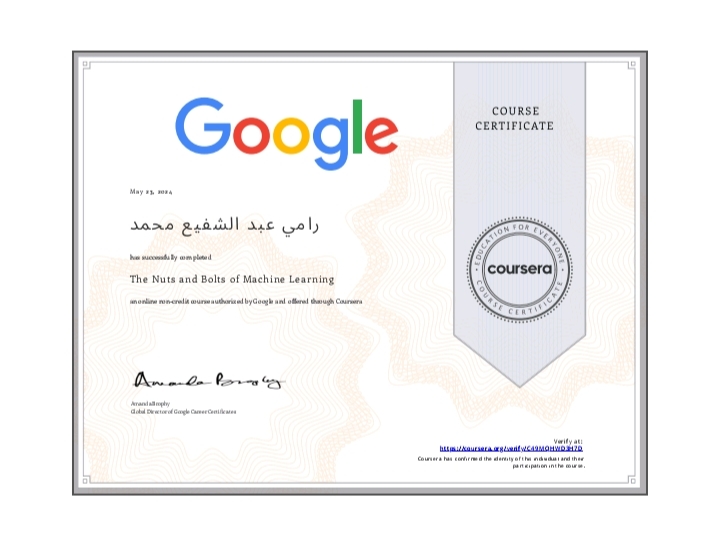 Google
COURSE
CERTIFICATE
May 23, 2024
رامي عبد الشفيع محمد
has successfully completed
The Nuts and Bolts of Machine Learning
an online non-credit course authorized by Google and offered through Coursera
EDUCATION FOR EVERYONE
coursera
COURSE CERTIFICATE
Amanda Brophy
Global Director of Google Career Certificates
Verify at:
https://coursera.org/verify/C49MOHWD3H7D
Coursera has confirmed the identity of this individual and their
participation in the course.